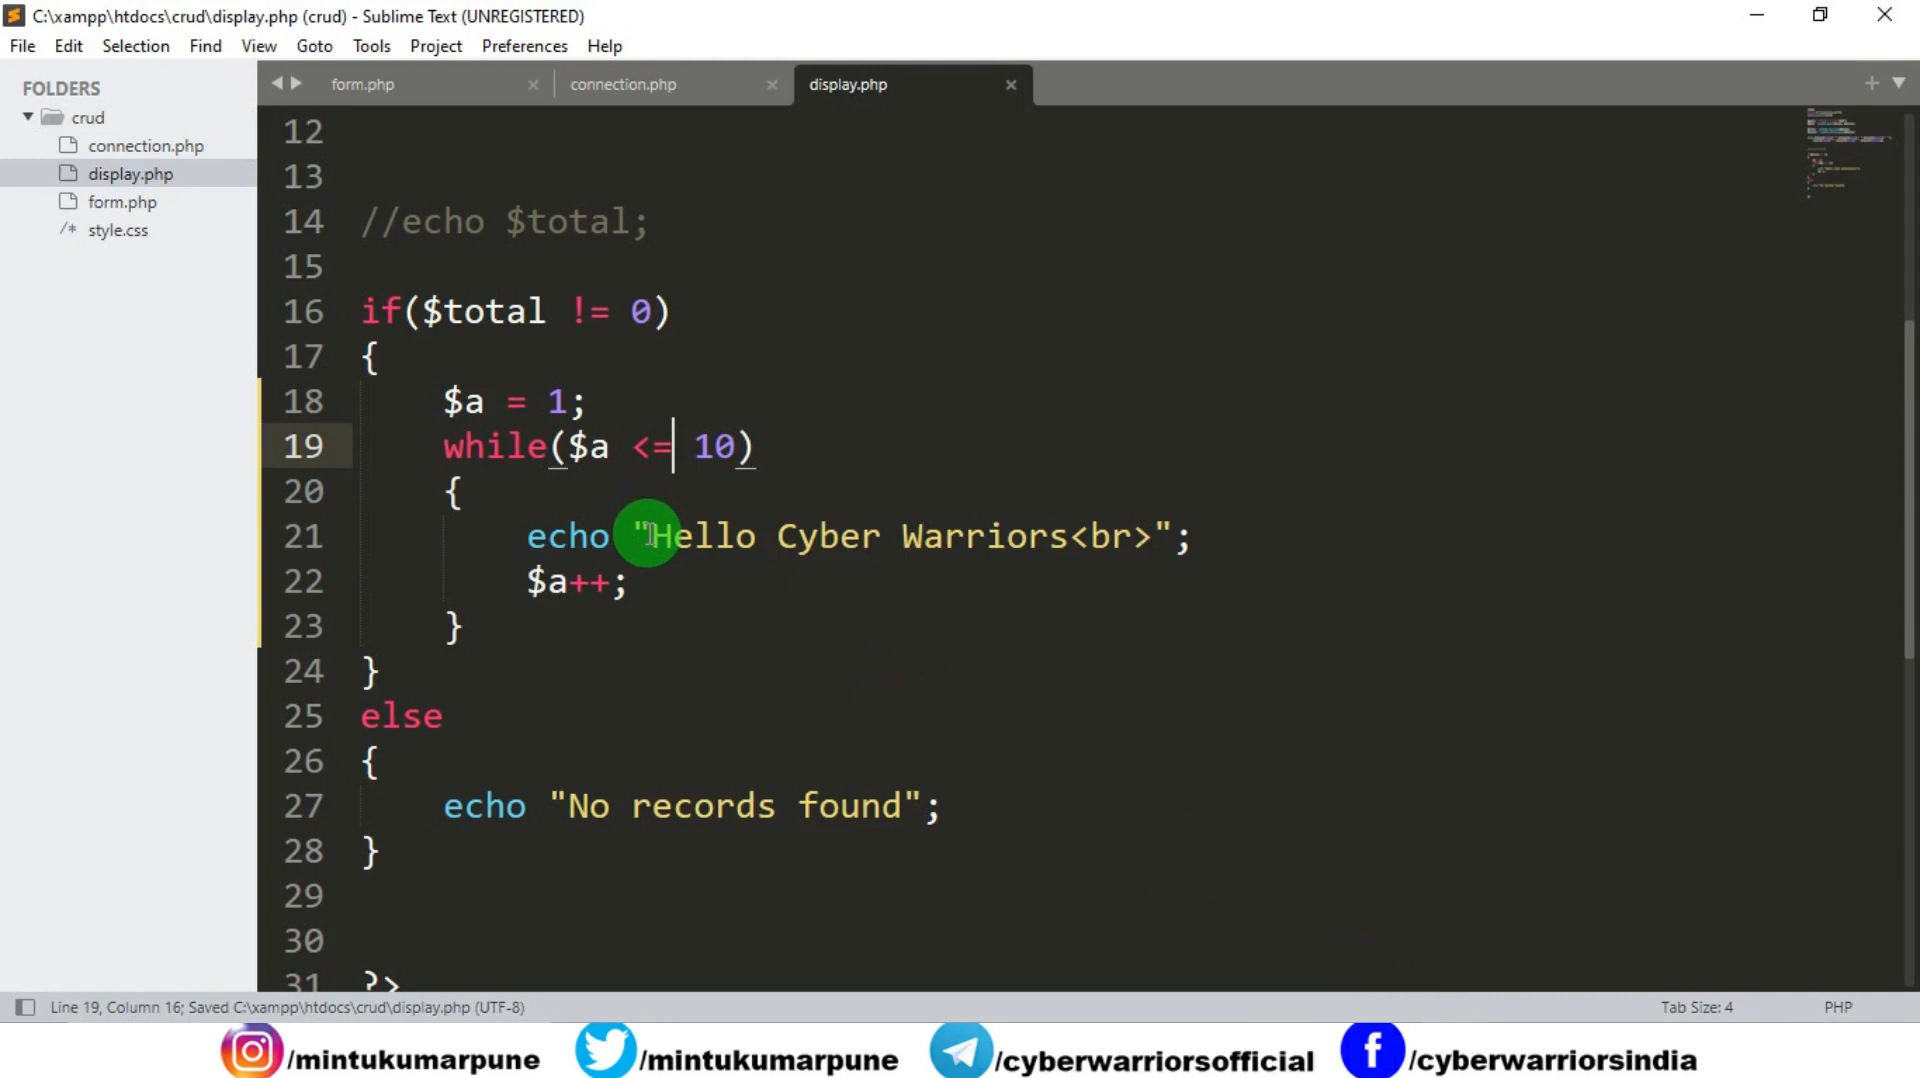 C:\xampp\htdocs\crud\display.php (crud) - Sublime Text (UNREGISTERED)
File Edit Selection Find View Goto Tools Project Preferences Help
FOLDERS
crud
connection.php
display.php
form.php
/* style.css
form.php × connection.php × display.php ×
12
13
14 //echo $total;
15
16 if($total != 0)
17 {
18 $a = 1;
19 while($a <= 10)
20 {
21 echo "Hello Cyber Warriors<br>";
22 $a++;
23 }
24 }
25 else
26 {
27 echo "No records found";
28 }
29
30
31 ?>
Line 19, Column 16; Saved C:\xampp\htdocs\crud\display.php (UTF-8) Tab Size: 4 PHP
/mintukumarpune /mintukumarpune /cyberwarriorsofficial /cyberwarriorsindia